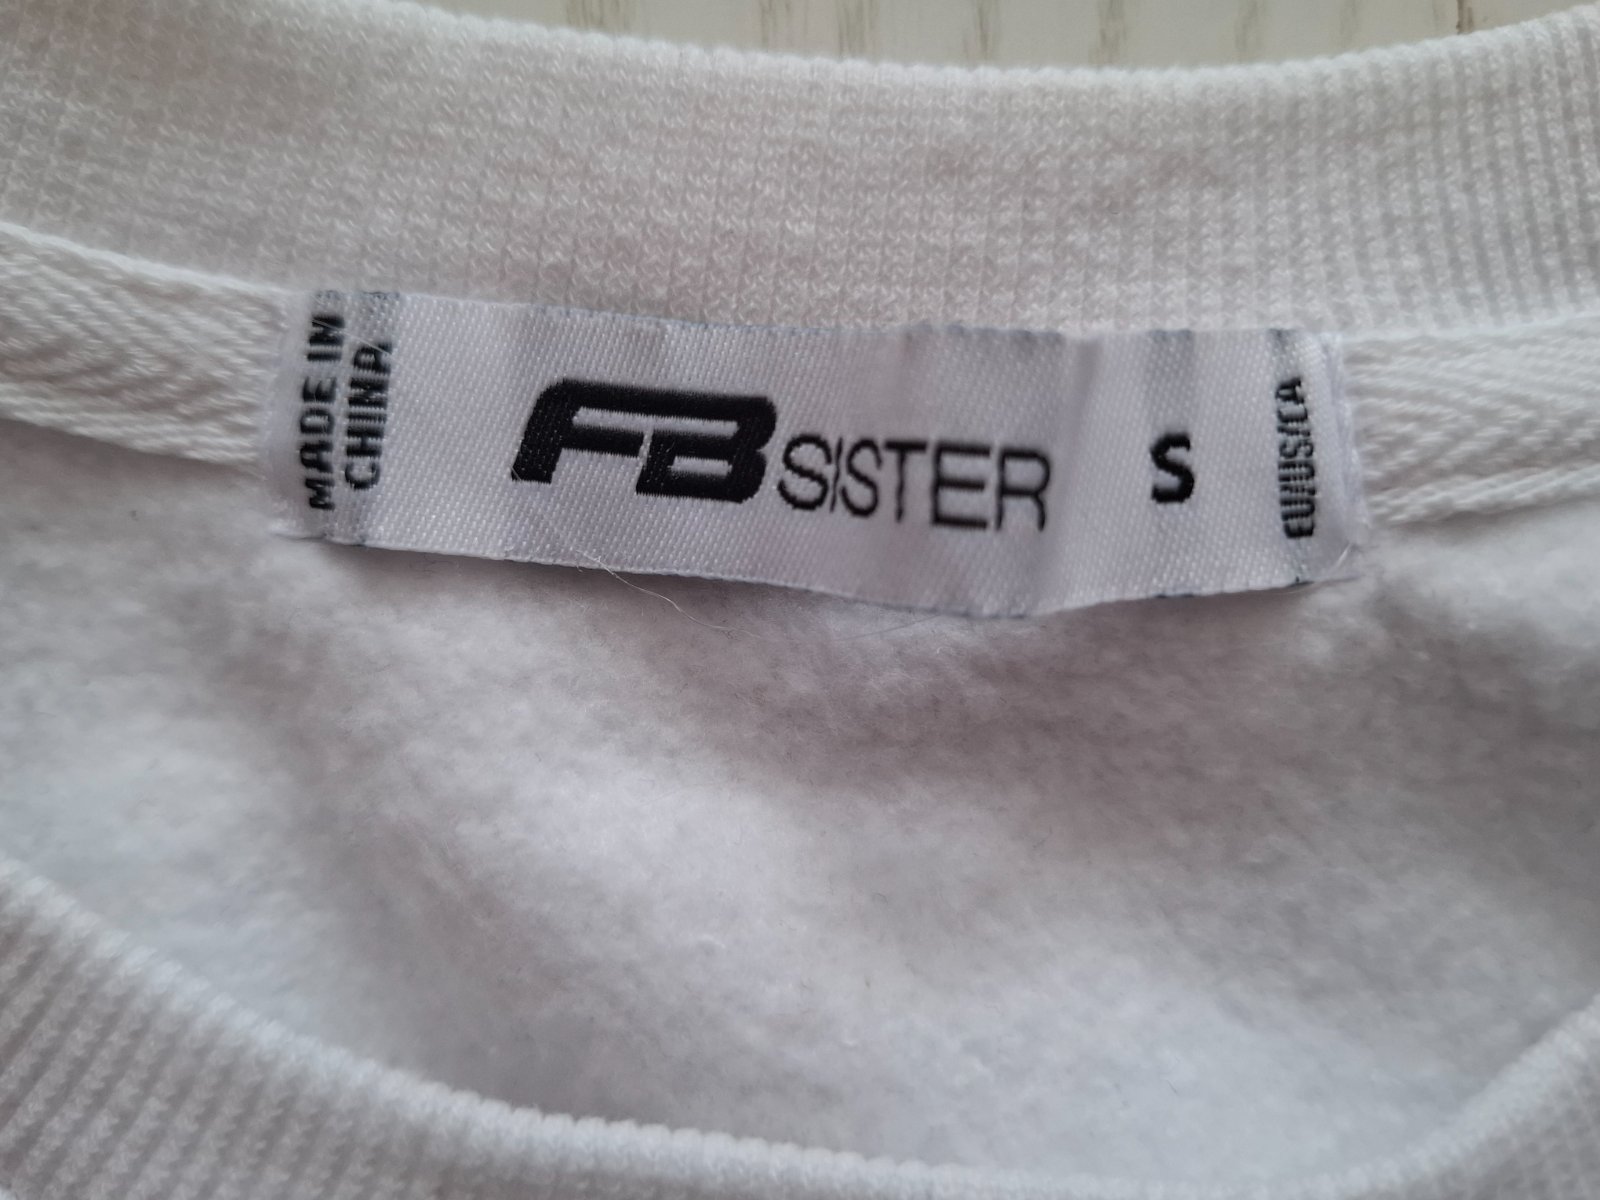 MADE IN
CHINA
FB SISTER
S
EU/US/CA